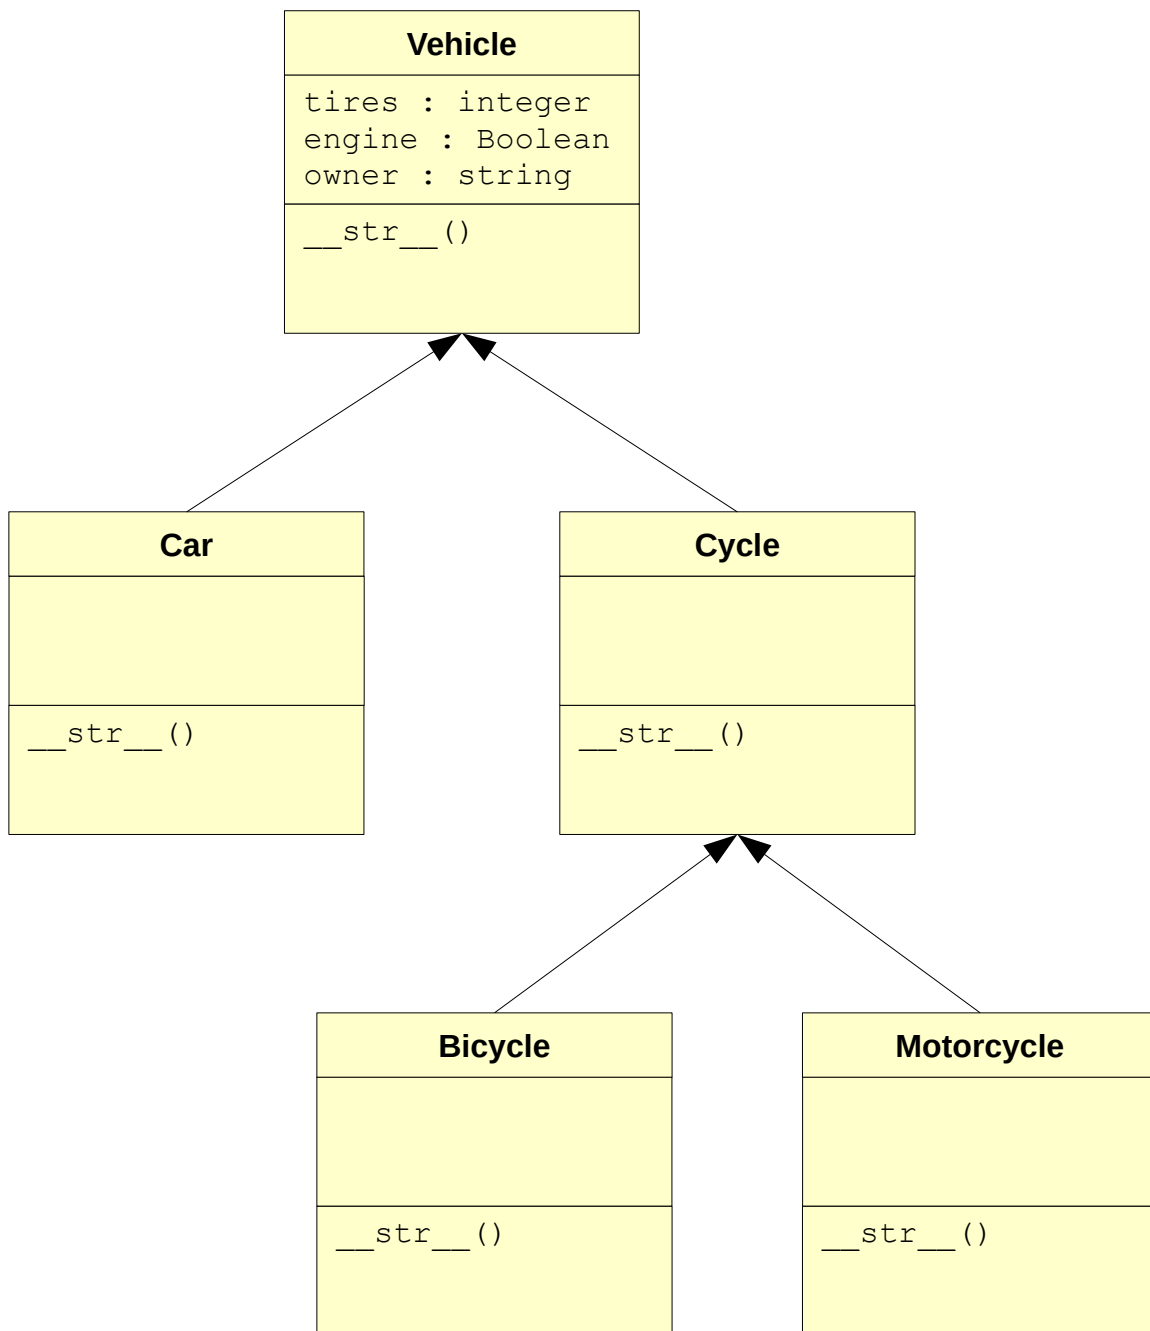 Vehicle
tires : integer
engine : Boolean
owner : string
__str__()
Car
__str__()
Cycle
__str__()
Bicycle
__str__()
Motorcycle
__str__()